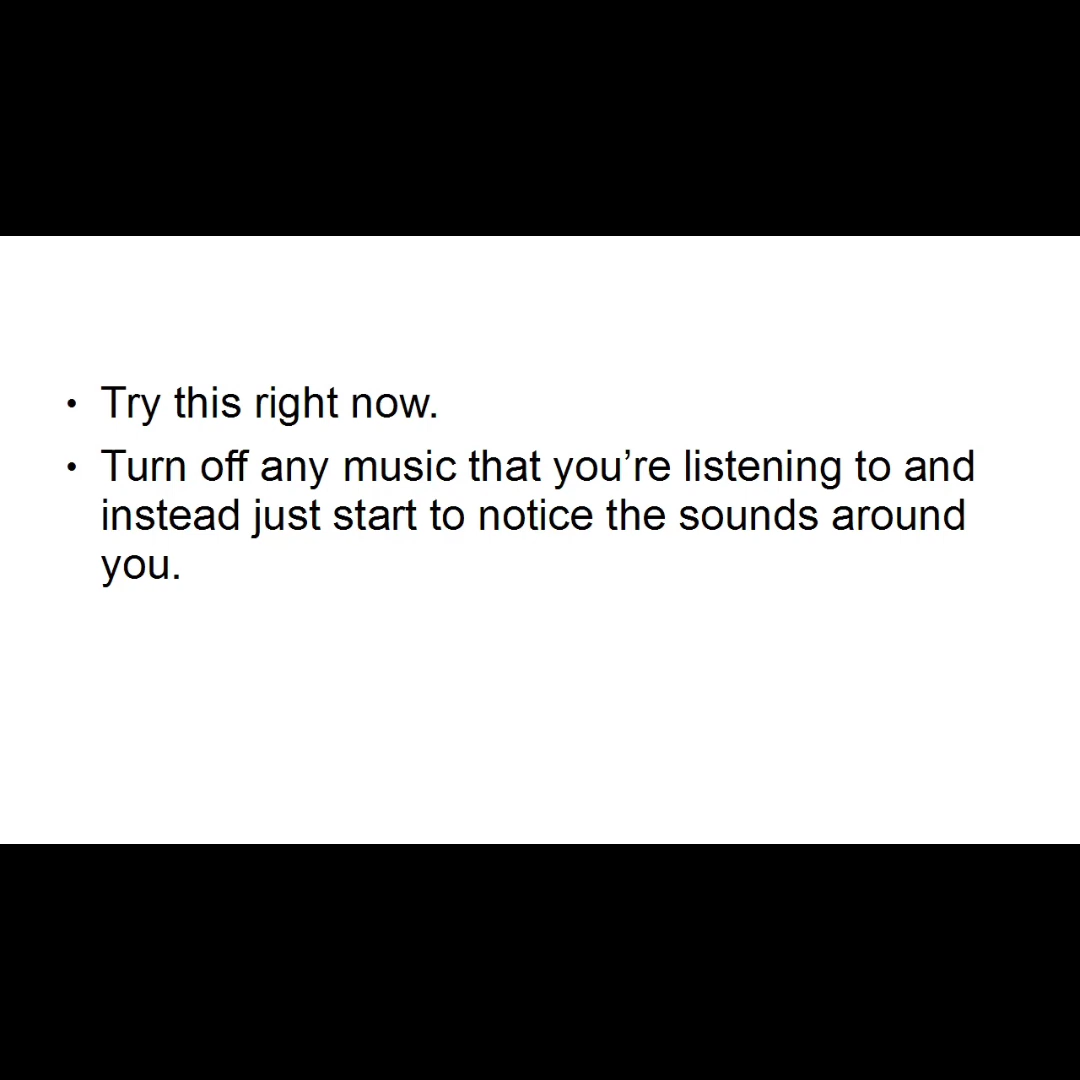 • Try this right now.
• Turn off any music that you’re listening to and
instead just start to notice the sounds around
you.